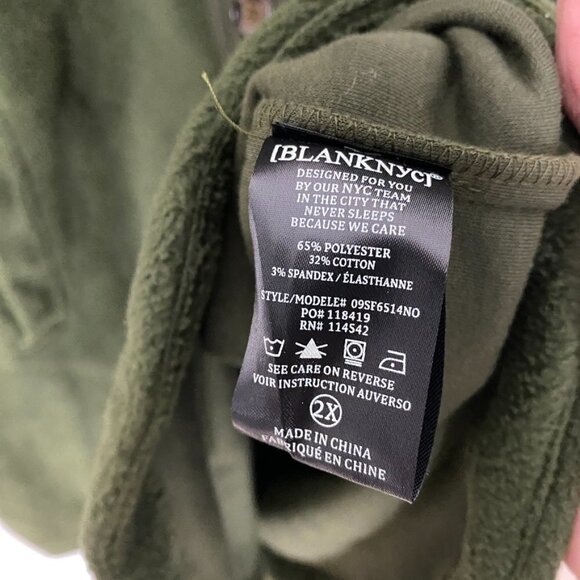 [BLANKNYC]®
DESIGNED FOR YOU
BY OUR NYC TEAM
IN THE CITY THAT
NEVER SLEEPS
BECAUSE WE CARE
65% POLYESTER
32% COTTON
3% SPANDEX / ÉLASTHANNE
STYLE/MODELE# 09SF6514NO
PO# 118419
RN# 114542
SEE CARE ON REVERSE
VOIR INSTRUCTION AUVERSO
2X
MADE IN CHINA
FABRIQUÉ EN CHINE